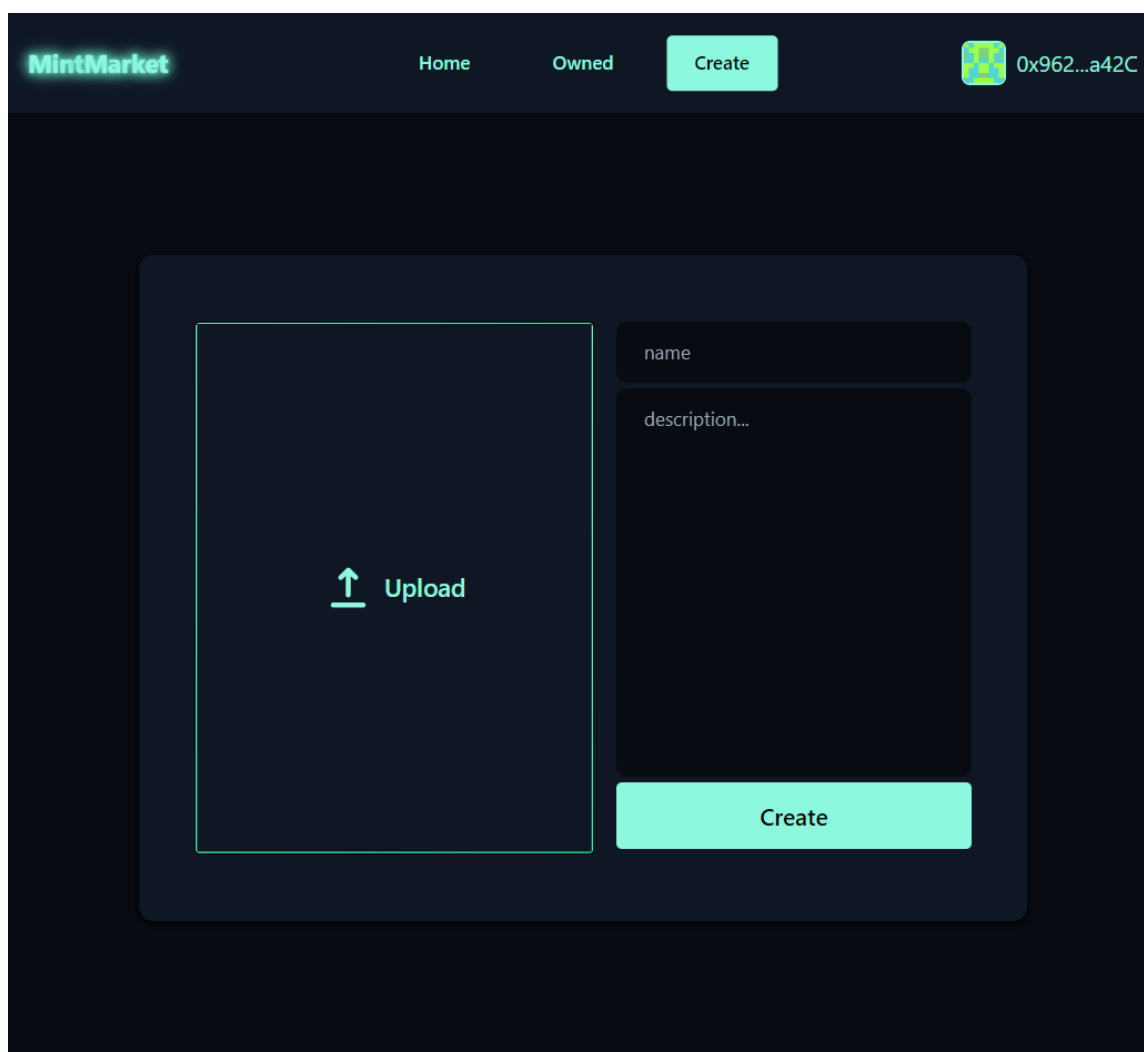 MintMarket
Home
Owned
Create
0x962...a42C
Upload
name
description...
Create